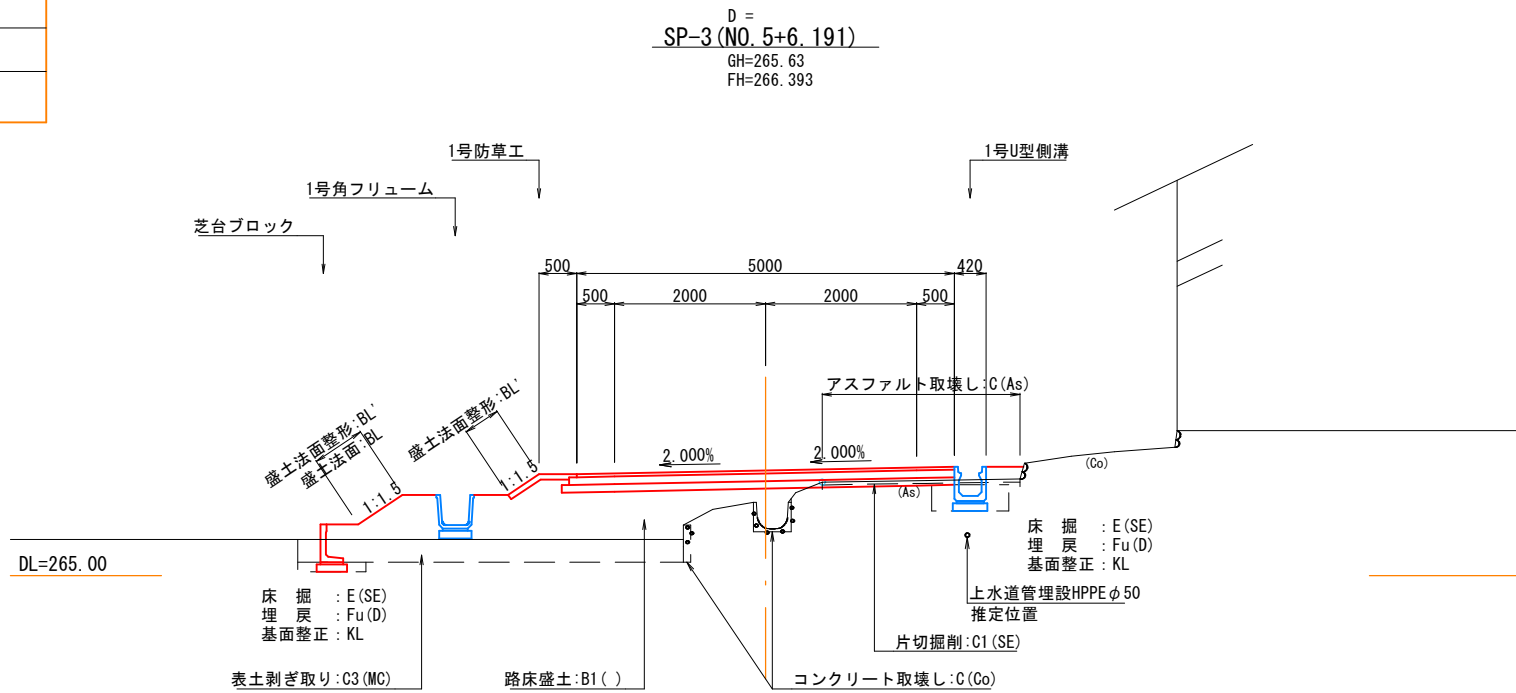 D =
SP-3(NO.5+6.191)
GH=265.63
FH=266.393
1号防草工
1号U型側溝
1号角フリューム
芝台ブロック
500
5000
420
500
2000
2000
500
アスファルト取壊し:C(As)
盛土法面整形:BL'
盛土法面:BL
盛土法面整形:BL'
1:1.5
1:1.5
2.000%
2.000%
(Co)
(As)
DL=265.00
床 掘 :E(SE)
埋 戻 :Fu(D)
基面整正:KL
床 掘 :E(SE)
埋 戻 :Fu(D)
基面整正:KL
上水道管埋設HPPEφ50
推定位置
片切掘削:C1(SE)
表土剥ぎ取り:C3(MC)
路床盛土:B1( )
コンクリート取壊し:C(Co)